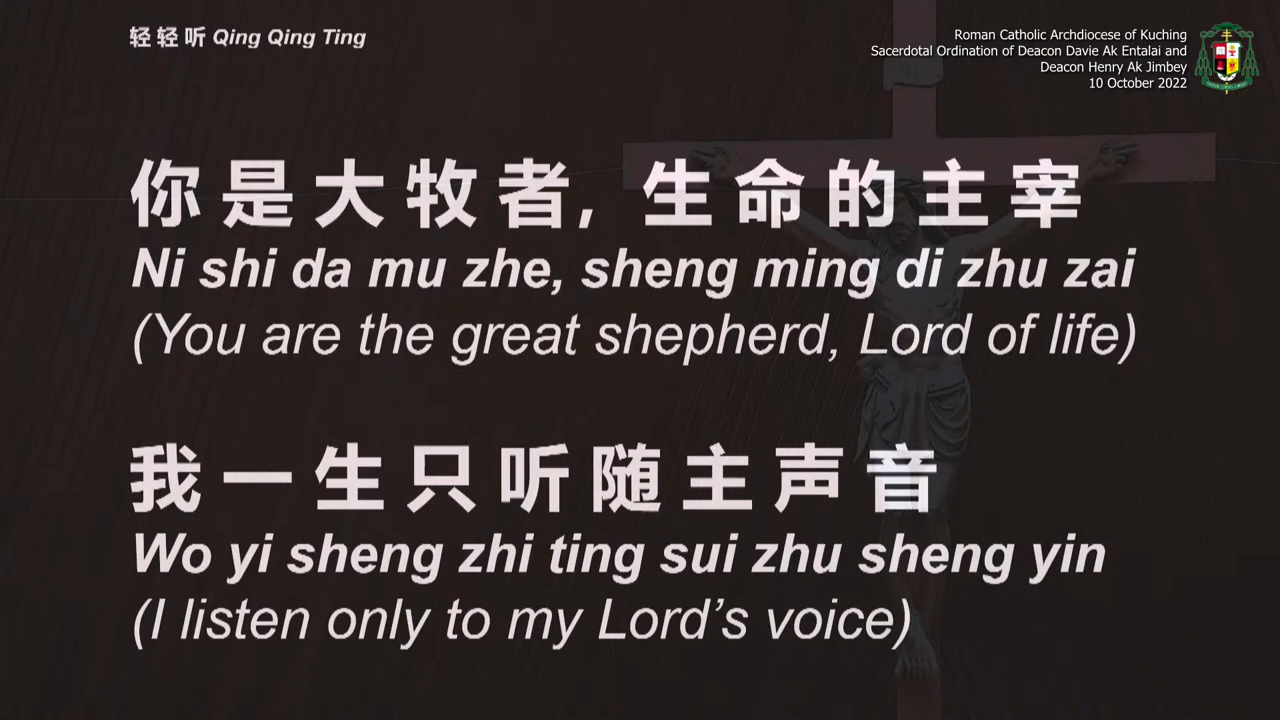 轻轻听 Qing Qing Ting
Roman Catholic Archdiocese of Kuching
Sacerdotal Ordination of Deacon Davie Ak Entalai and
Deacon Henry Ak Jimbey
10 October 2022
你是大牧者, 生命的主宰
Ni shi da mu zhe, sheng ming di zhu zai
(You are the great shepherd, Lord of life)
我一生只听随主声音
Wo yi sheng zhi ting sui zhu sheng yin
(I listen only to my Lord’s voice)